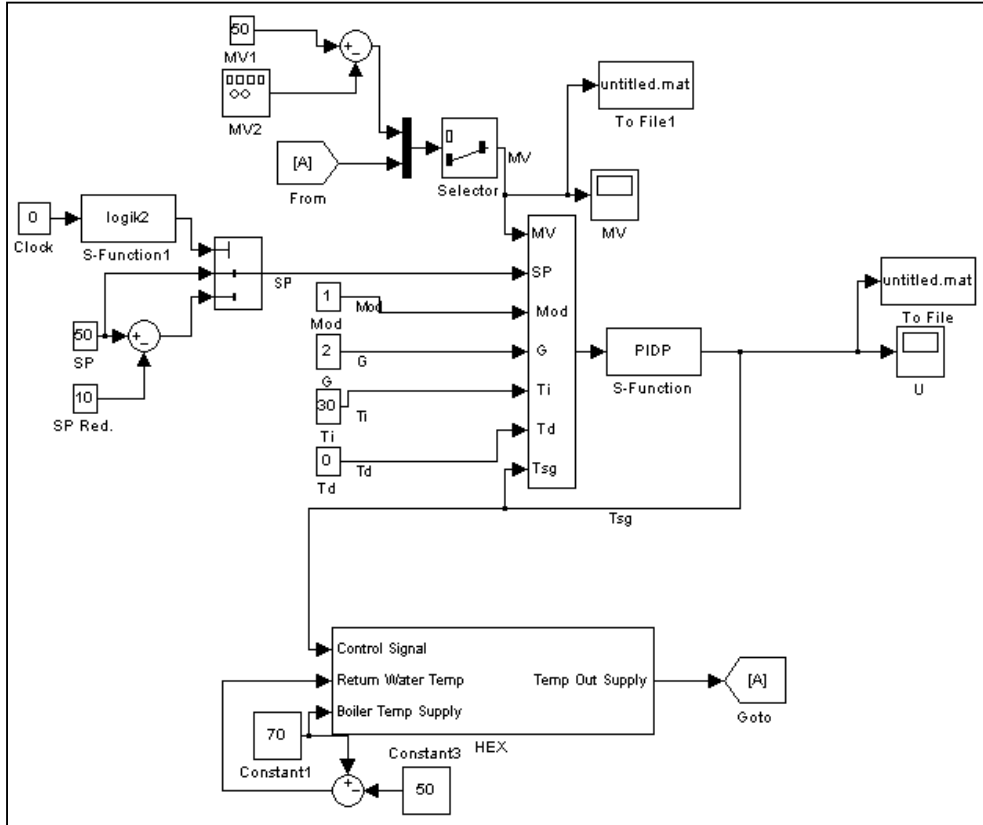 50
MV1
MV2
[A]
From
Selector
MV
untitled.mat
To File1
MV
0
Clock
logik2
S-Function1
SP
50
SP
10
SP Red.
1
Mod
Mod
2
G
G
30
Ti
Ti
0
Td
Td
MV
SP
Mod
G
Ti
Td
Tsg
PIDP
S-Function
untitled.mat
To File
U
Tsg
Control Signal
Return Water Temp
Temp Out Supply
Boiler Temp Supply
HEX
[A]
Goto
70
Constant1
Constant3
50